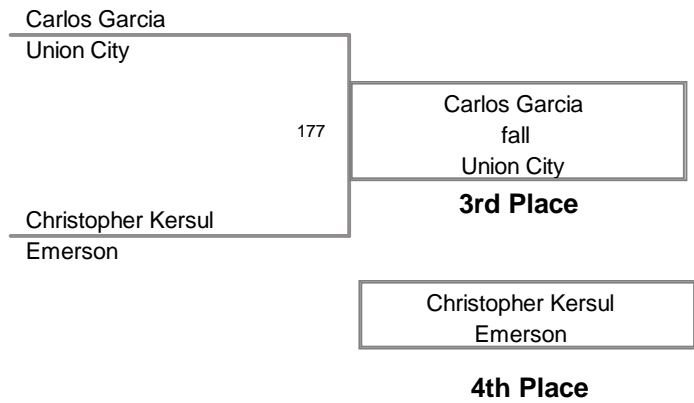 Carlos Garcia
Union City
177
Carlos Garcia
fall
Union City
3rd Place
Christopher Kersul
Emerson
Christopher Kersul
Emerson
4th Place